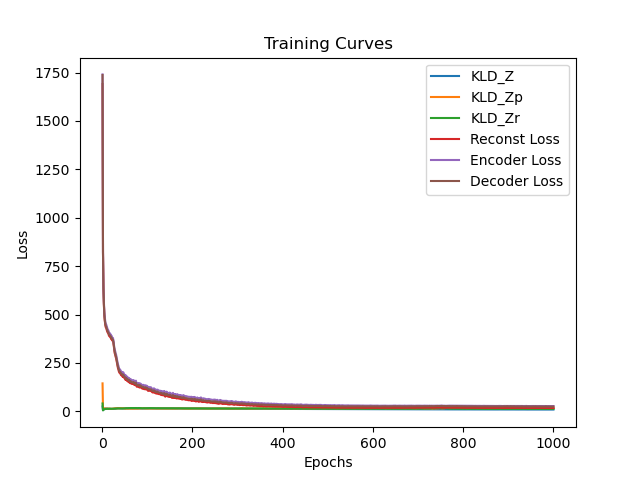 Training Curves
1750
1500
1250
1000
750
500
250
0
Loss
KLD_Z
KLD_Zp
KLD_Zr
Reconst Loss
Encoder Loss
Decoder Loss
0 200 400 600 800 1000
Epochs